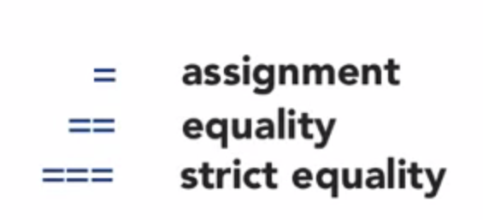 = assignment
== equality
=== strict equality